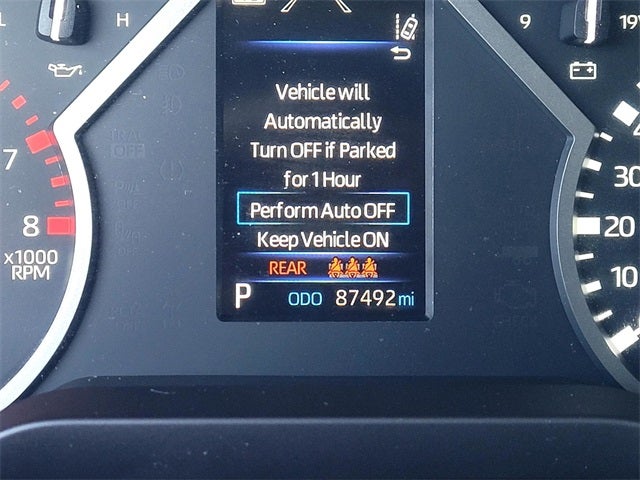 L H
9 19V
Vehicle will
Automatically
Turn OFF if Parked
for 1 Hour
Perform Auto OFF
Keep Vehicle ON
REAR
P ODO 87492 mi
7
8
x1000
RPM
30
20
10